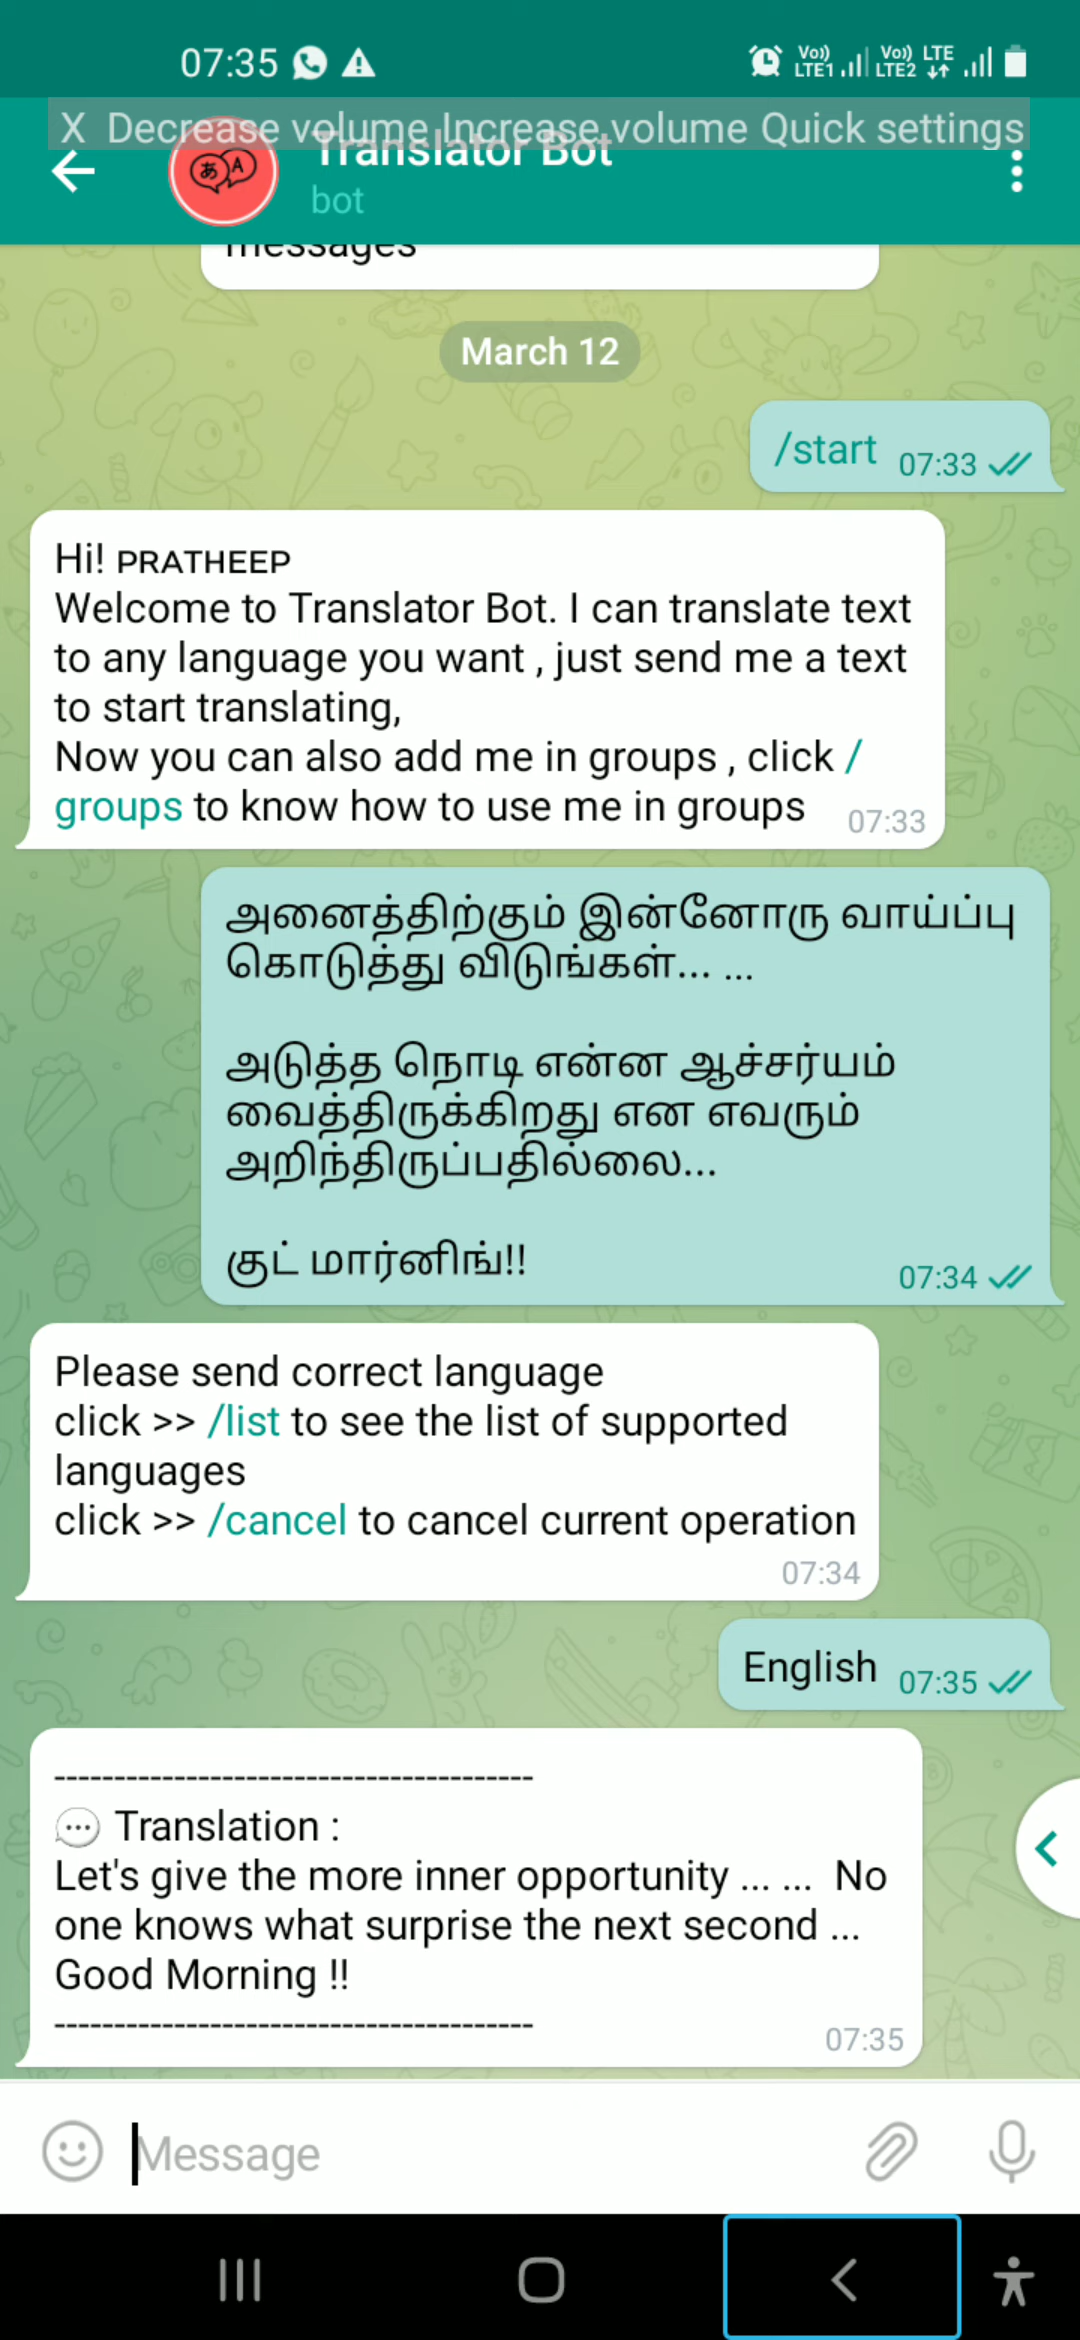 07:35
Vo)) LTE1 Vo)) LTE2 LTE
X Decrease volume Increase volume Quick settings
Translator Bot
bot
messages
March 12
/start 07:33
Hi! ᴘʀᴀᴛʜᴇᴇᴘ
Welcome to Translator Bot. I can translate text
to any language you want , just send me a text
to start translating,
Now you can also add me in groups , click /
groups to know how to use me in groups 07:33
அனைத்திற்கும் இன்னோரு வாய்ப்பு
கொடுத்து விடுங்கள்... ...
அடுத்த நொடி என்ன ஆச்சர்யம்
வைத்திருக்கிறது என எவரும்
அறிந்திருப்பதில்லை...
குட் மார்னிங்!! 07:34
Please send correct language
click >> /list to see the list of supported
languages
click >> /cancel to cancel current operation
07:34
English 07:35
----------------------------------------
💬 Translation :
Let's give the more inner opportunity ... ... No
one knows what surprise the next second ...
Good Morning !!
----------------------------------------
07:35
Message